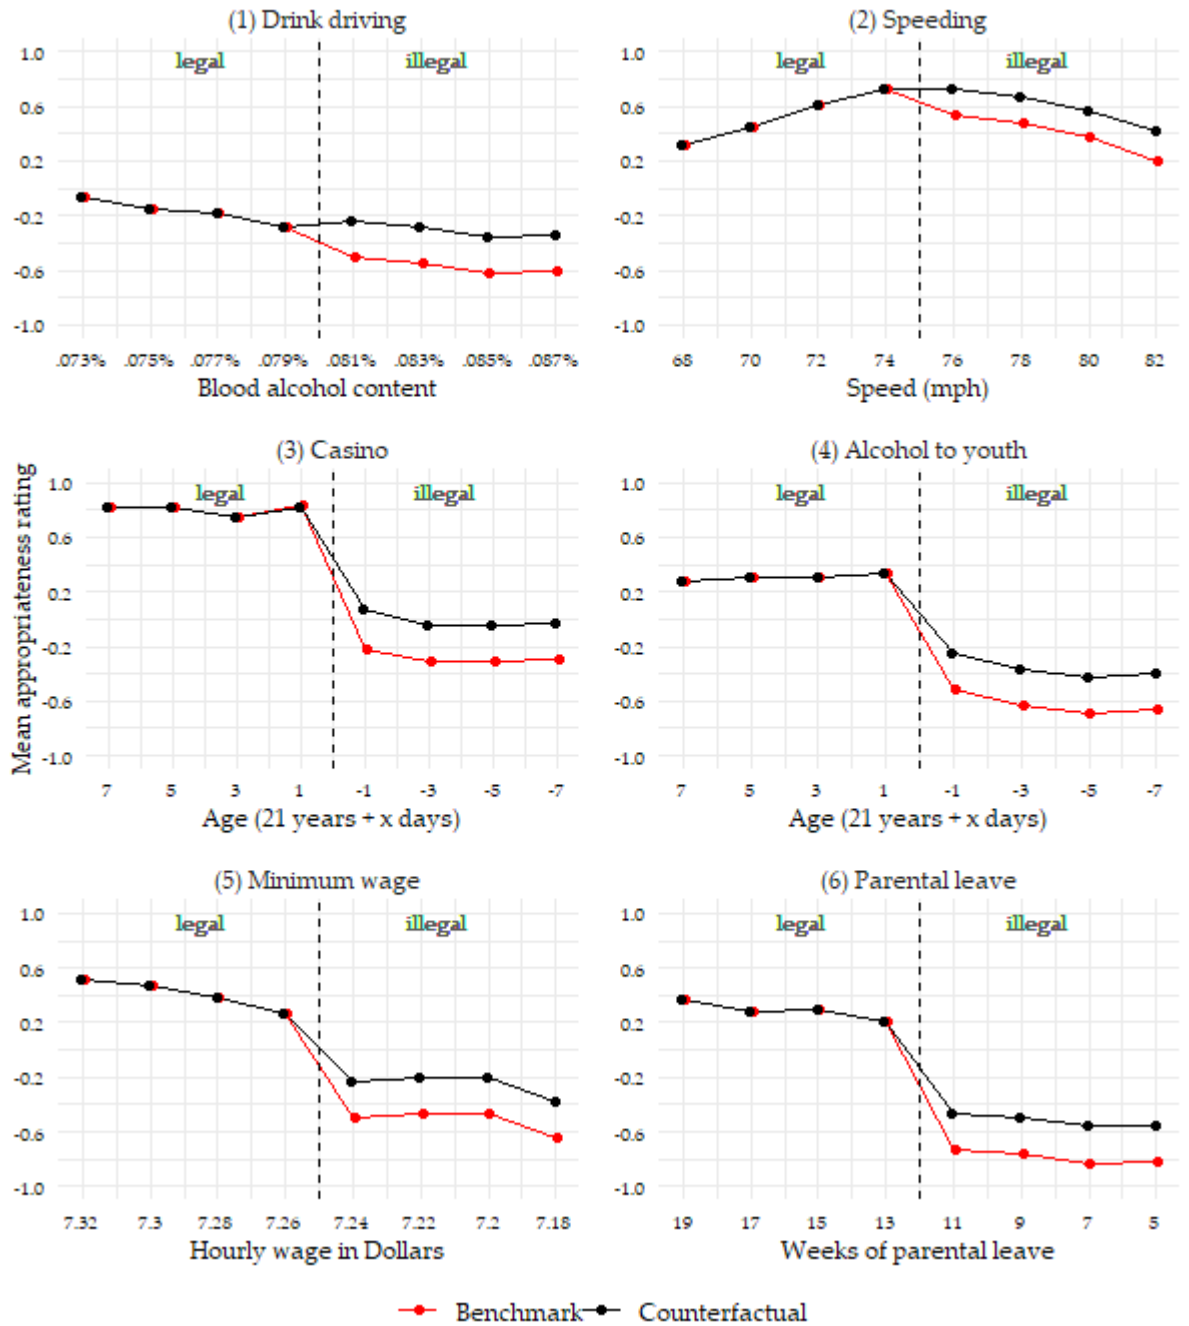 (1) Drink driving
legal illegal
1.0
0.6
0.2
-0.2
-0.6
-1.0
.073% .075% .077% .079% .081% .083% .085% .087%
Blood alcohol content
(2) Speeding
legal illegal
1.0
0.6
0.2
-0.2
-0.6
-1.0
68 70 72 74 76 78 80 82
Speed (mph)
Mean appropriateness rating
(3) Casino
legal illegal
1.0
0.6
0.2
-0.2
-0.6
-1.0
7 5 3 1 -1 -3 -5 -7
Age (21 years + x days)
(4) Alcohol to youth
legal illegal
1.0
0.6
0.2
-0.2
-0.6
-1.0
7 5 3 1 -1 -3 -5 -7
Age (21 years + x days)
(5) Minimum wage
legal illegal
1.0
0.6
0.2
-0.2
-0.6
-1.0
7.32 7.3 7.28 7.26 7.24 7.22 7.2 7.18
Hourly wage in Dollars
(6) Parental leave
legal illegal
1.0
0.6
0.2
-0.2
-0.6
-1.0
19 17 15 13 11 9 7 5
Weeks of parental leave
Benchmark Counterfactual